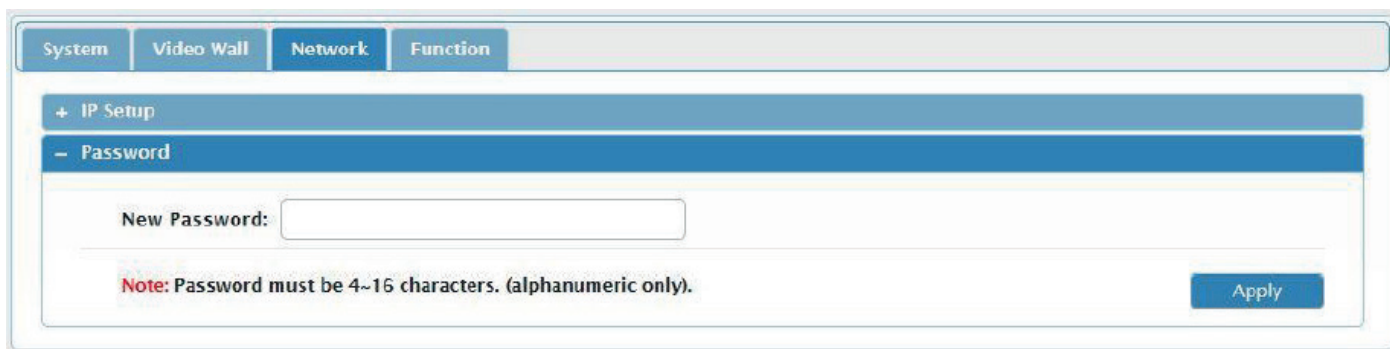 System Video Wall Network Function
+ IP Setup
– Password
New Password:
Note: Password must be 4~16 characters. (alphanumeric only).
Apply